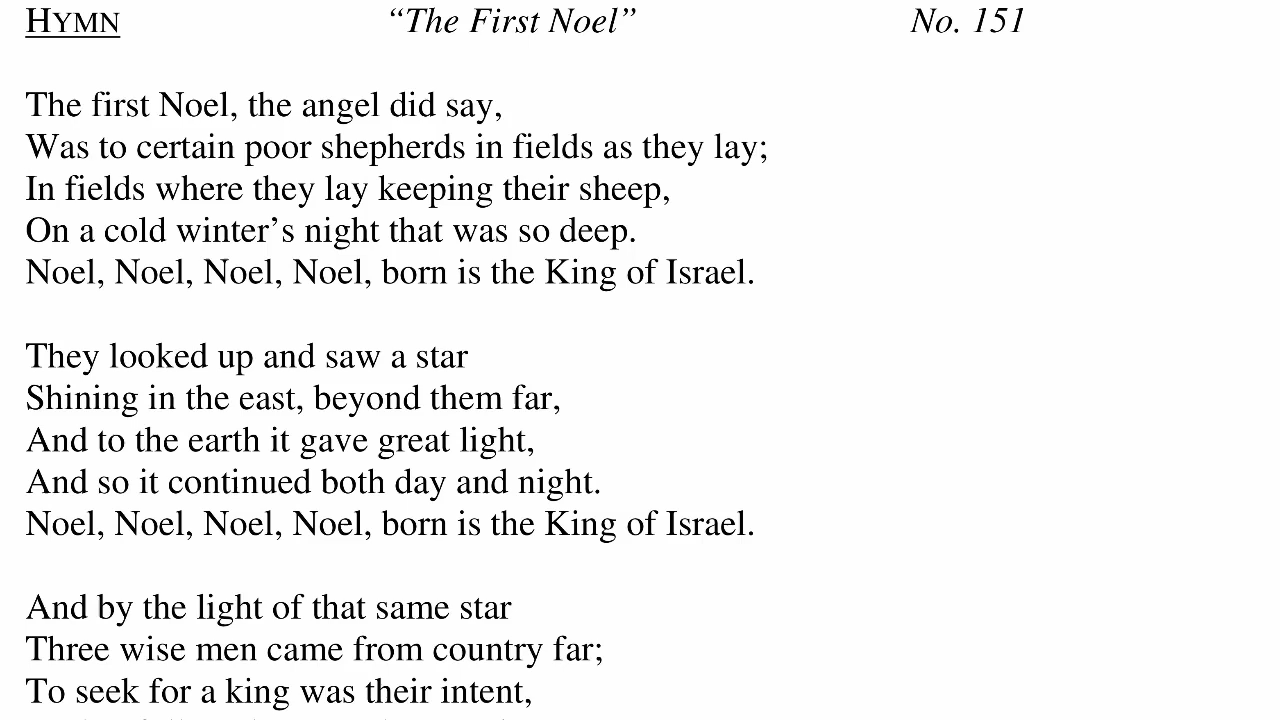 HYMN “The First Noel” No. 151
The first Noel, the angel did say,
Was to certain poor shepherds in fields as they lay;
In fields where they lay keeping their sheep,
On a cold winter’s night that was so deep.
Noel, Noel, Noel, Noel, born is the King of Israel.
They looked up and saw a star
Shining in the east, beyond them far,
And to the earth it gave great light,
And so it continued both day and night.
Noel, Noel, Noel, Noel, born is the King of Israel.
And by the light of that same star
Three wise men came from country far;
To seek for a king was their intent,